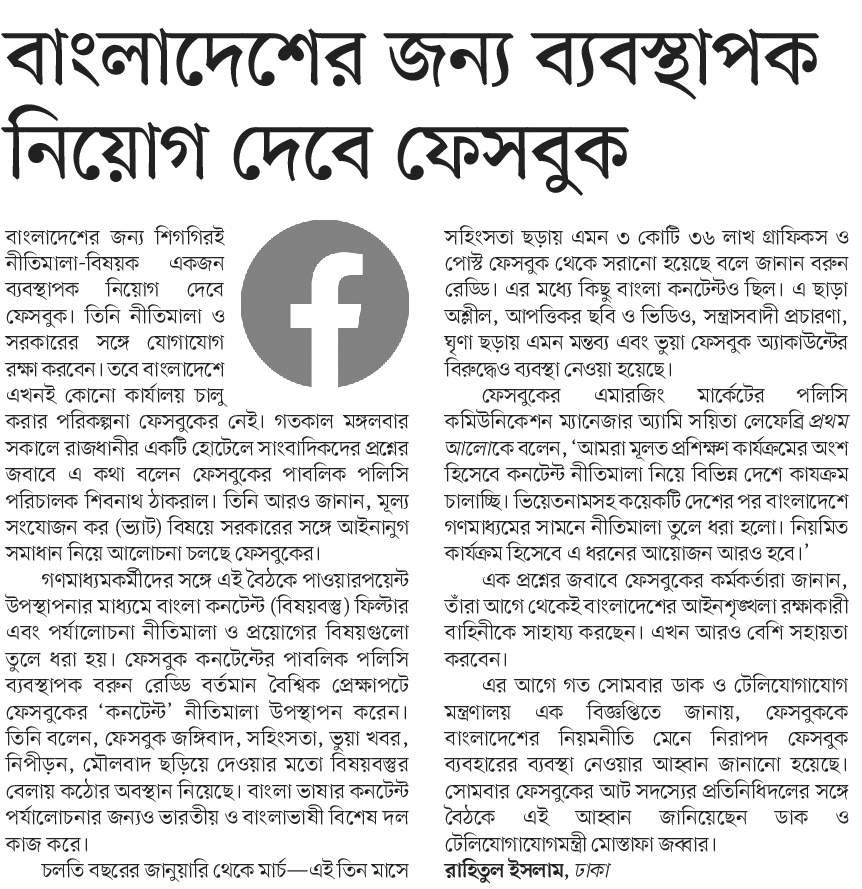 বাংলাদেশের জন্য ব্যবস্থাপক
নিয়োগ দেবে ফেসবুক
বাংলাদেশের জন্য শিগগিরই
নীতিমালা-বিষয়ক একজন
ব্যবস্থাপক নিয়োগ দেবে
ফেসবুক। তিনি নীতিমালা ও
সরকারের সঙ্গে যোগাযোগ
রক্ষা করবেন। তবে বাংলাদেশে
এখনই কোনো কার্যালয় চালু
করার পরিকল্পনা ফেসবুকের নেই। গতকাল মঙ্গলবার
সকালে রাজধানীর একটি হোটেলে সাংবাদিকদের প্রশ্নের
জবাবে এ কথা বলেন ফেসবুকের পাবলিক পলিসি
পরিচালক শিবনাথ ঠাকরাল। তিনি আরও জানান, মূল্য
সংযোজন কর (ভ্যাট) বিষয়ে সরকারের সঙ্গে আইনানুগ
সমাধান নিয়ে আলোচনা চলছে ফেসবুকের।
গণমাধ্যমকর্মীদের সঙ্গে এই বৈঠকে পাওয়ারপয়েন্ট
উপস্থাপনার মাধ্যমে বাংলা কনটেন্ট (বিষয়বস্তু) ফিল্টার
এবং পর্যালোচনা নীতিমালা ও প্রয়োগের বিষয়গুলো
তুলে ধরা হয়। ফেসবুক কনটেন্টের পাবলিক পলিসি
ব্যবস্থাপক বরুন রেড্ডি বর্তমান বৈশ্বিক প্রেক্ষাপটে
ফেসবুকের ‘কনটেন্ট’ নীতিমালা উপস্থাপন করেন।
তিনি বলেন, ফেসবুক জঙ্গিবাদ, সহিংসতা, ভুয়া খবর,
নিপীড়ন, মৌলবাদ ছড়িয়ে দেওয়ার মতো বিষয়বস্তুর
বেলায় কঠোর অবস্থান নিয়েছে। বাংলা ভাষার কনটেন্ট
পর্যালোচনার জন্যও ভারতীয় ও বাংলাভাষী বিশেষ দল
কাজ করে।
চলতি বছরের জানুয়ারি থেকে মার্চ—এই তিন মাসে
সহিংসতা ছড়ায় এমন ৩ কোটি ৩৬ লাখ গ্রাফিকস ও
পোস্ট ফেসবুক থেকে সরানো হয়েছে বলে জানান বরুন
রেড্ডি। এর মধ্যে কিছু বাংলা কনটেন্টও ছিল। এ ছাড়া
অশ্লীল, আপত্তিকর ছবি ও ভিডিও, সন্ত্রাসবাদী প্রচারণা,
ঘৃণা ছড়ায় এমন মন্তব্য এবং ভুয়া ফেসবুক অ্যাকাউন্টের
বিরুদ্ধেও ব্যবস্থা নেওয়া হয়েছে।
ফেসবুকের এমারজিং মার্কেটের পলিসি
কমিউনিকেশন ম্যানেজার অ্যামি সয়িতা লেফেব্রি প্রথম
আলোকে বলেন, ‘আমরা মূলত প্রশিক্ষণ কার্যক্রমের অংশ
হিসেবে কনটেন্ট নীতিমালা নিয়ে বিভিন্ন দেশে কাযক্রম
চালাচ্ছি। ভিয়েতনামসহ কয়েকটি দেশের পর বাংলাদেশে
গণমাধ্যমের সামনে নীতিমালা তুলে ধরা হলো। নিয়মিত
কার্যক্রম হিসেবে এ ধরনের আয়োজন আরও হবে।’
এক প্রশ্নের জবাবে ফেসবুকের কর্মকর্তারা জানান,
তাঁরা আগে থেকেই বাংলাদেশের আইনশৃঙ্খলা রক্ষাকারী
বাহিনীকে সাহায্য করছেন। এখন আরও বেশি সহায়তা
করবেন।
এর আগে গত সোমবার ডাক ও টেলিযোগাযোগ
মন্ত্রণালয় এক বিজ্ঞপ্তিতে জানায়, ফেসবুককে
বাংলাদেশের নিয়মনীতি মেনে নিরাপদ ফেসবুক
ব্যবহারের ব্যবস্থা নেওয়ার আহ্বান জানানো হয়েছে।
সোমবার ফেসবুকের আট সদস্যের প্রতিনিধিদলের সঙ্গে
বৈঠকে এই আহ্বান জানিয়েছেন ডাক ও
টেলিযোগাযোগমন্ত্রী মোস্তাফা জব্বার।
রাহিতুল ইসলাম, ঢাকা